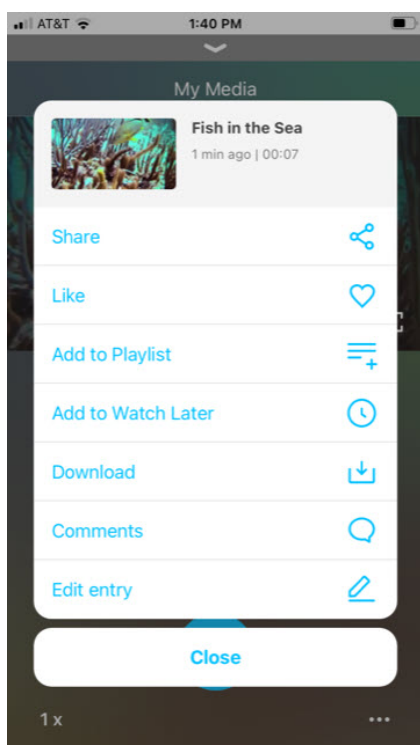 AT&T
1:40 PM
My Media
Fish in the Sea
1 min ago | 00:07
Share
Like
Add to Playlist
Add to Watch Later
Download
Comments
Edit entry
Close
1 x